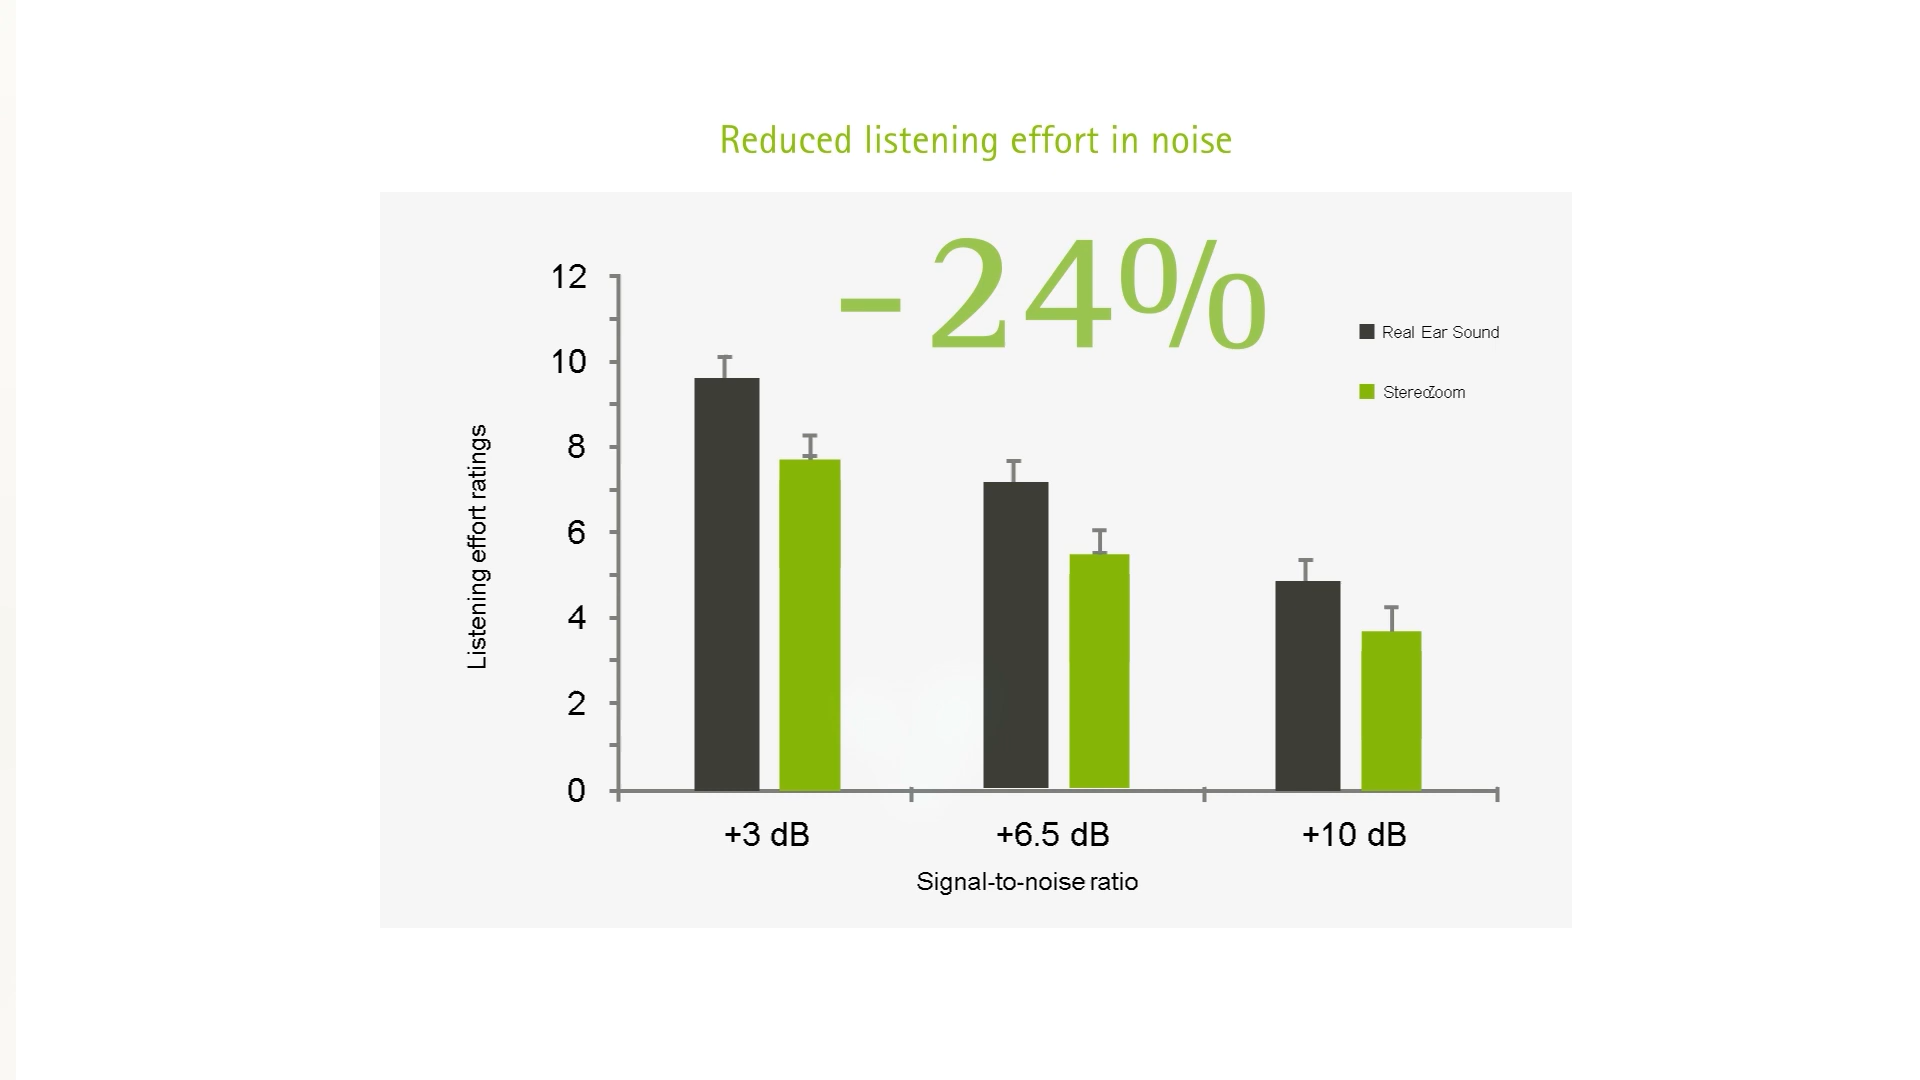 Reduced listening effort in noise
-24%
12
10
8
6
4
2
0
Listening effort ratings
Real Ear Sound
StereoZoom
+3 dB
+6.5 dB
+10 dB
Signal-to-noise ratio